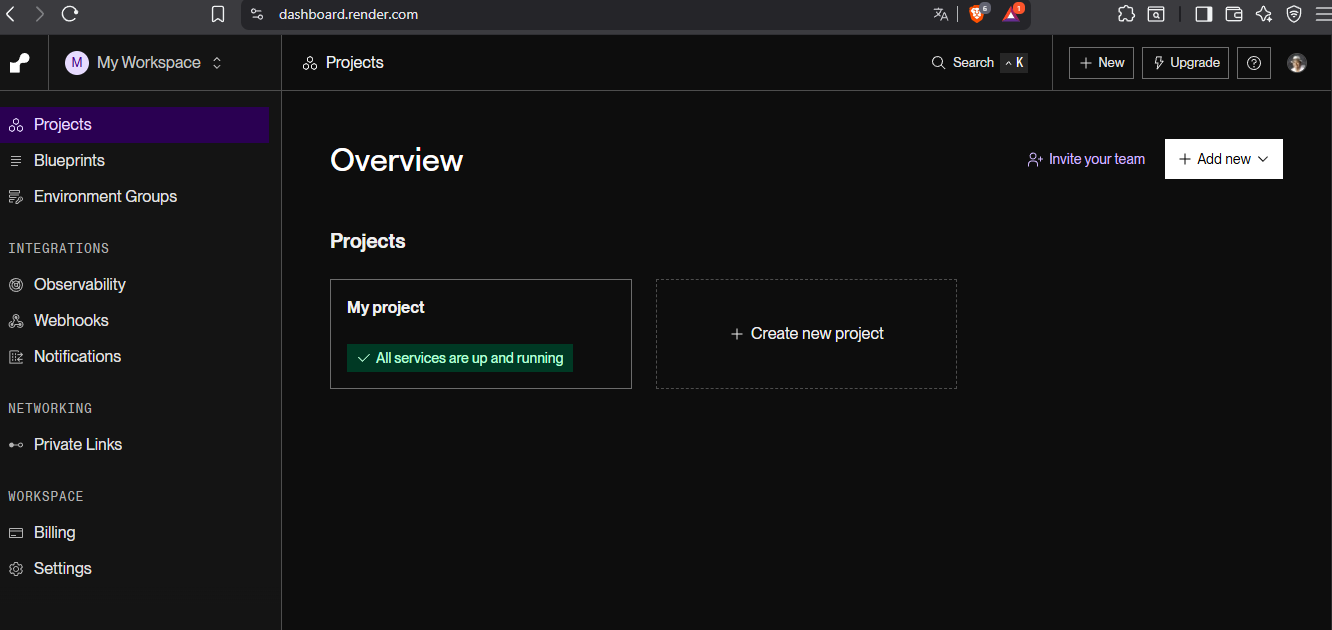 dashboard.render.com
6
1
M My Workspace
Projects
Search ^ K
+ New
Upgrade
Projects
Blueprints
Environment Groups
INTEGRATIONS
Observability
Webhooks
Notifications
NETWORKING
Private Links
WORKSPACE
Billing
Settings
Overview
Invite your team
+ Add new
Projects
My project
All services are up and running
+ Create new project